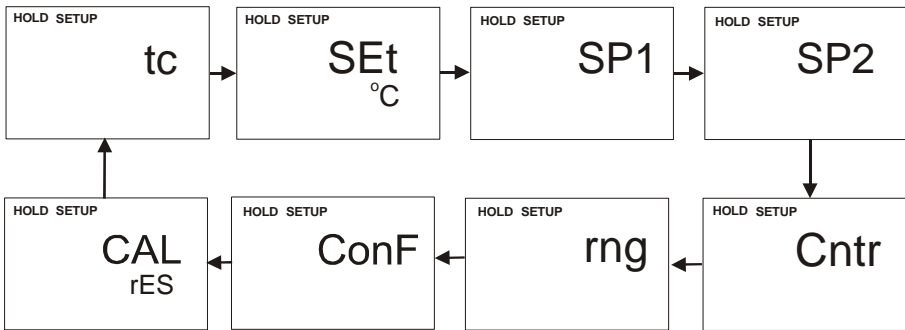 HOLD SETUP
tc
HOLD SETUP
SEt
°C
HOLD SETUP
SP1
HOLD SETUP
SP2
HOLD SETUP
CAL
rES
HOLD SETUP
ConF
HOLD SETUP
rng
HOLD SETUP
Cntr